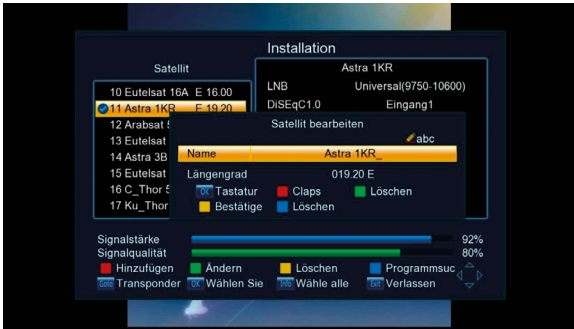 Installation
Satellit
Astra 1KR
10 Eutelsat 16A E 16.00
LNB Universal(9750-10600)
11 Astra 1KR E 19.20
DiSEqC1.0 Eingang1
12 Arabsat 5
Satellit bearbeiten
13 Eutelsat
abc
14 Astra 3B
Name Astra 1KR_
15 Eutelsat
Längengrad 019.20 E
16 C_Thor 5
OK Tastatur Claps Löschen
17 Ku_Thor
Bestätige Löschen
Signalstärke 92%
Signalqualität 80%
Hinzufügen Ändern Löschen Programmsuc
Goto Transponder OK Wählen Sie Info Wähle alle Exit Verlassen